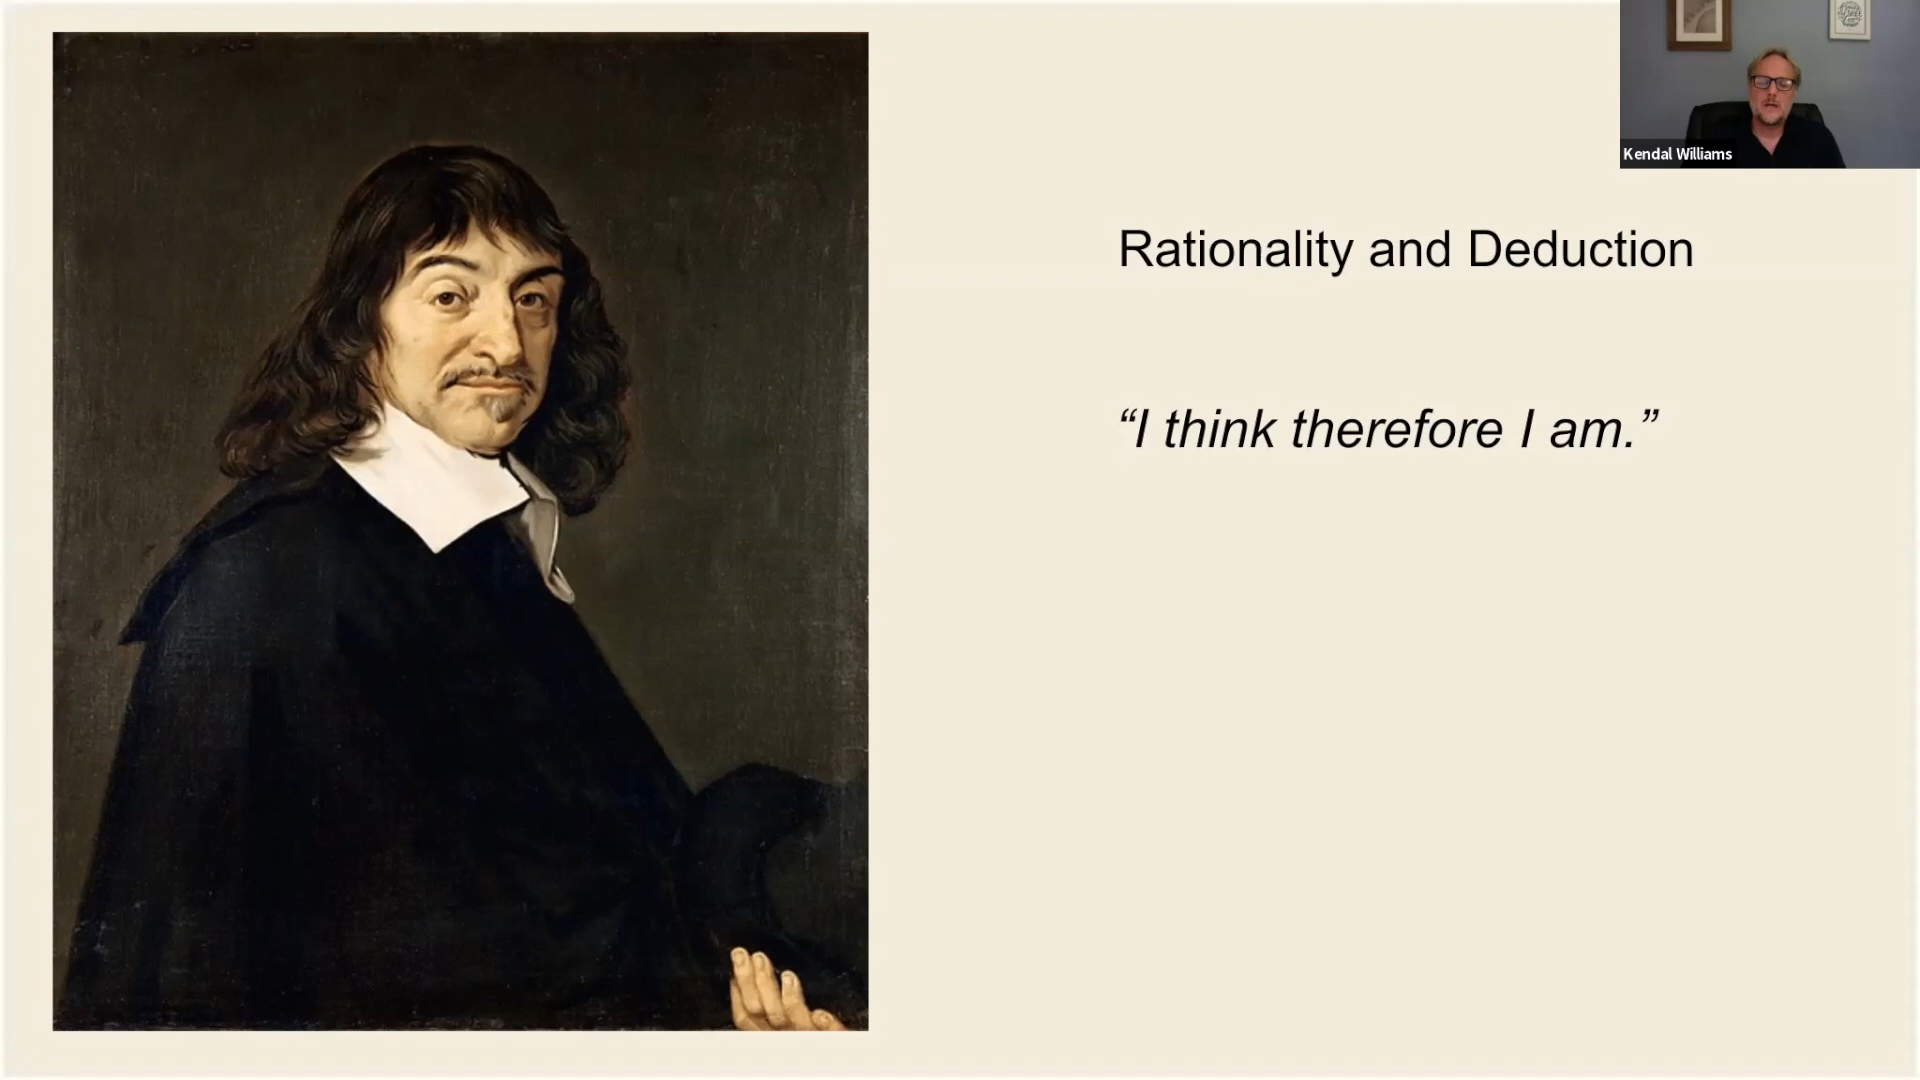 Kendal Williams
Rationality and Deduction
“I think therefore I am.”